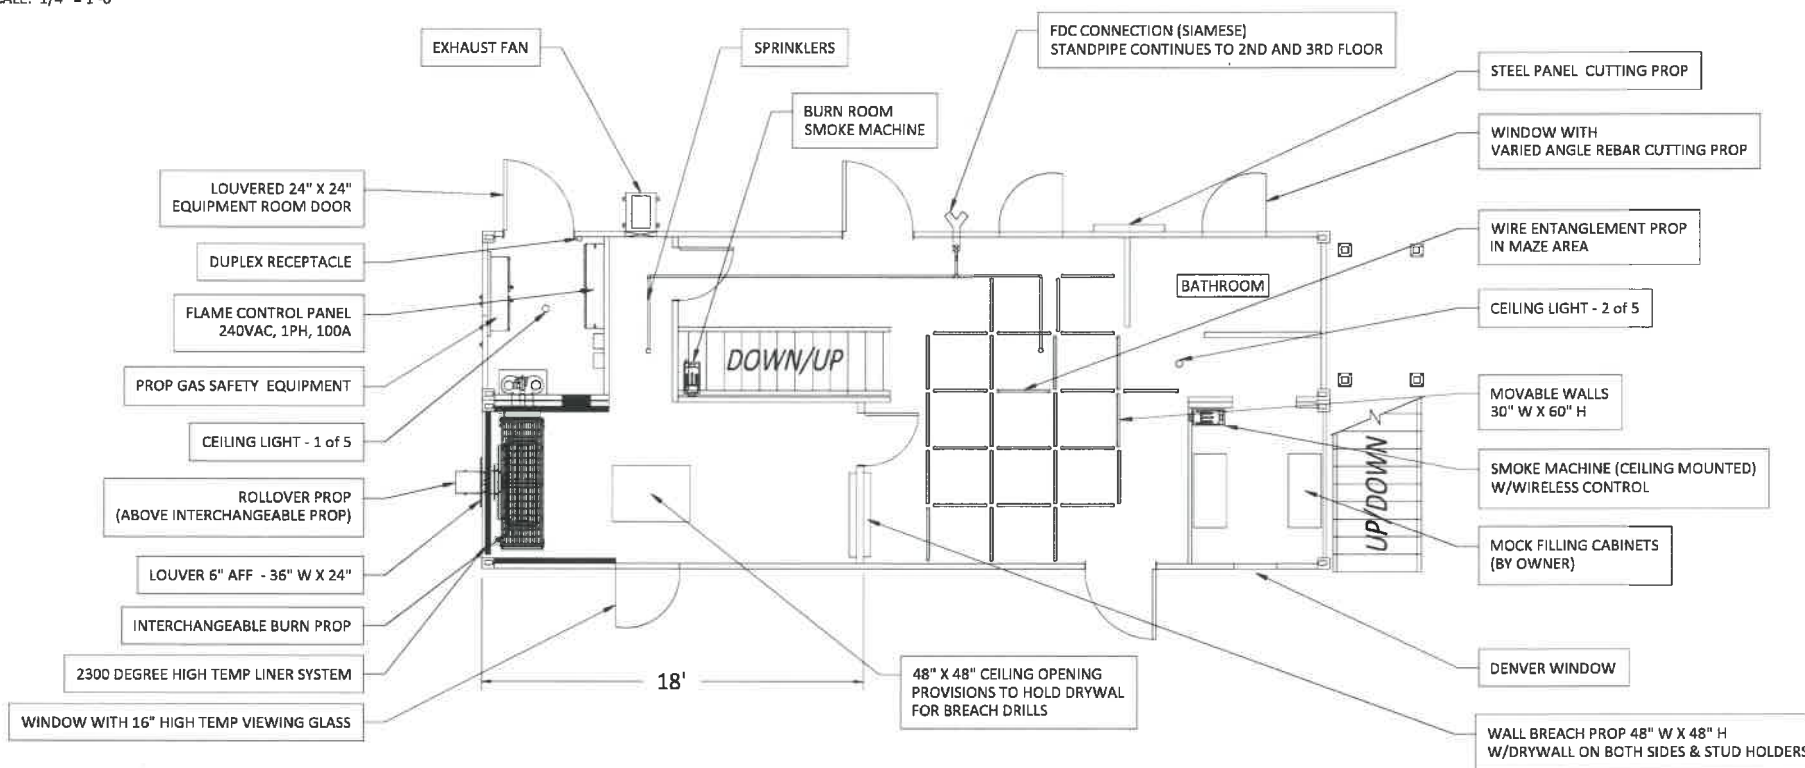 EXHAUST FAN
SPRINKLERS
FDC CONNECTION (SIAMESE)
STANDPIPE CONTINUES TO 2ND AND 3RD FLOOR
STEEL PANEL CUTTING PROP
BURN ROOM
SMOKE MACHINE
WINDOW WITH
VARIED ANGLE REBAR CUTTING PROP
LOUVERED 24" X 24"
EQUIPMENT ROOM DOOR
WIRE ENTANGLEMENT PROP
IN MAZE AREA
DUPLEX RECEPTACLE
BATHROOM
FLAME CONTROL PANEL
240VAC, 1PH, 100A
CEILING LIGHT - 2 of 5
DOWN/UP
PROP GAS SAFETY EQUIPMENT
MOVABLE WALLS
30" W X 60" H
CEILING LIGHT - 1 of 5
SMOKE MACHINE (CEILING MOUNTED)
W/WIRELESS CONTROL
UP/DOWN
ROLLOVER PROP
(ABOVE INTERCHANGEABLE PROP)
MOCK FILLING CABINETS
(BY OWNER)
LOUVER 6" AFF - 36" W X 24"
INTERCHANGEABLE BURN PROP
2300 DEGREE HIGH TEMP LINER SYSTEM
18'
48" X 48" CEILING OPENING
PROVISIONS TO HOLD DRYWAL
FOR BREACH DRILLS
DENVER WINDOW
WINDOW WITH 16" HIGH TEMP VIEWING GLASS
WALL BREACH PROP 48" W X 48" H
W/DRYWALL ON BOTH SIDES & STUD HOLDERS